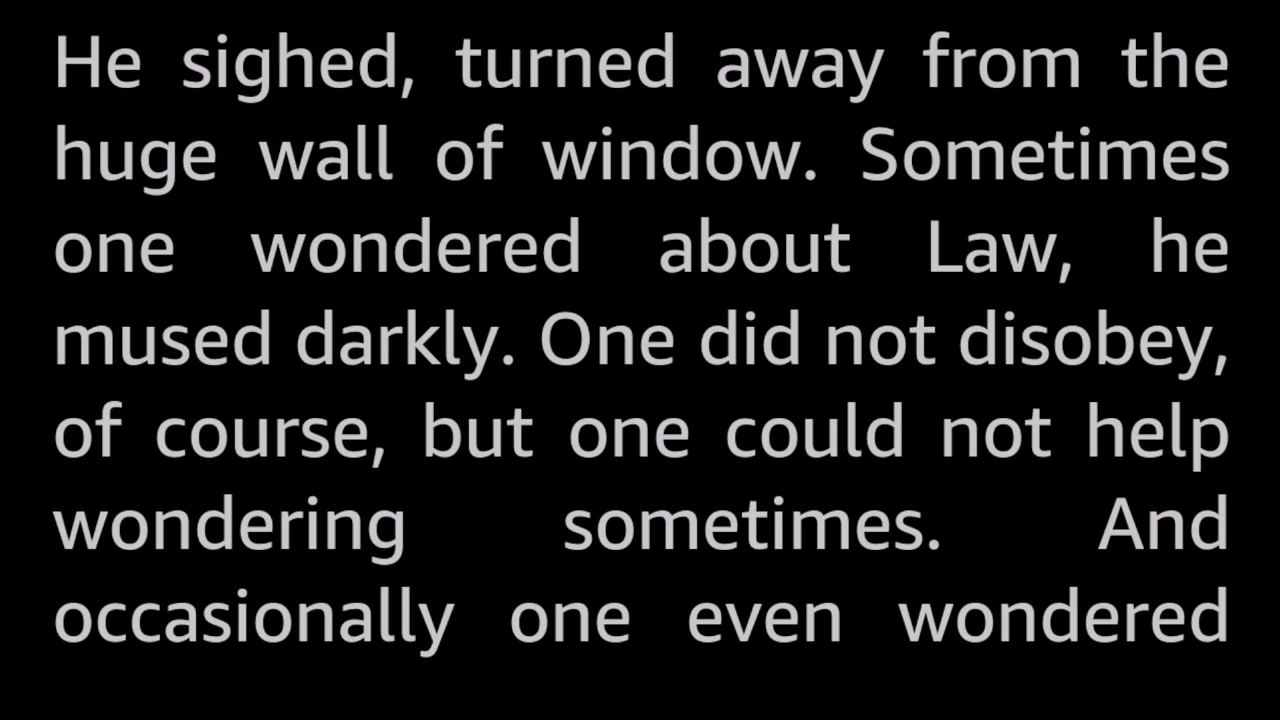 He sighed, turned away from the
huge wall of window. Sometimes
one wondered about Law, he
mused darkly. One did not disobey,
of course, but one could not help
wondering sometimes. And
occasionally one even wondered